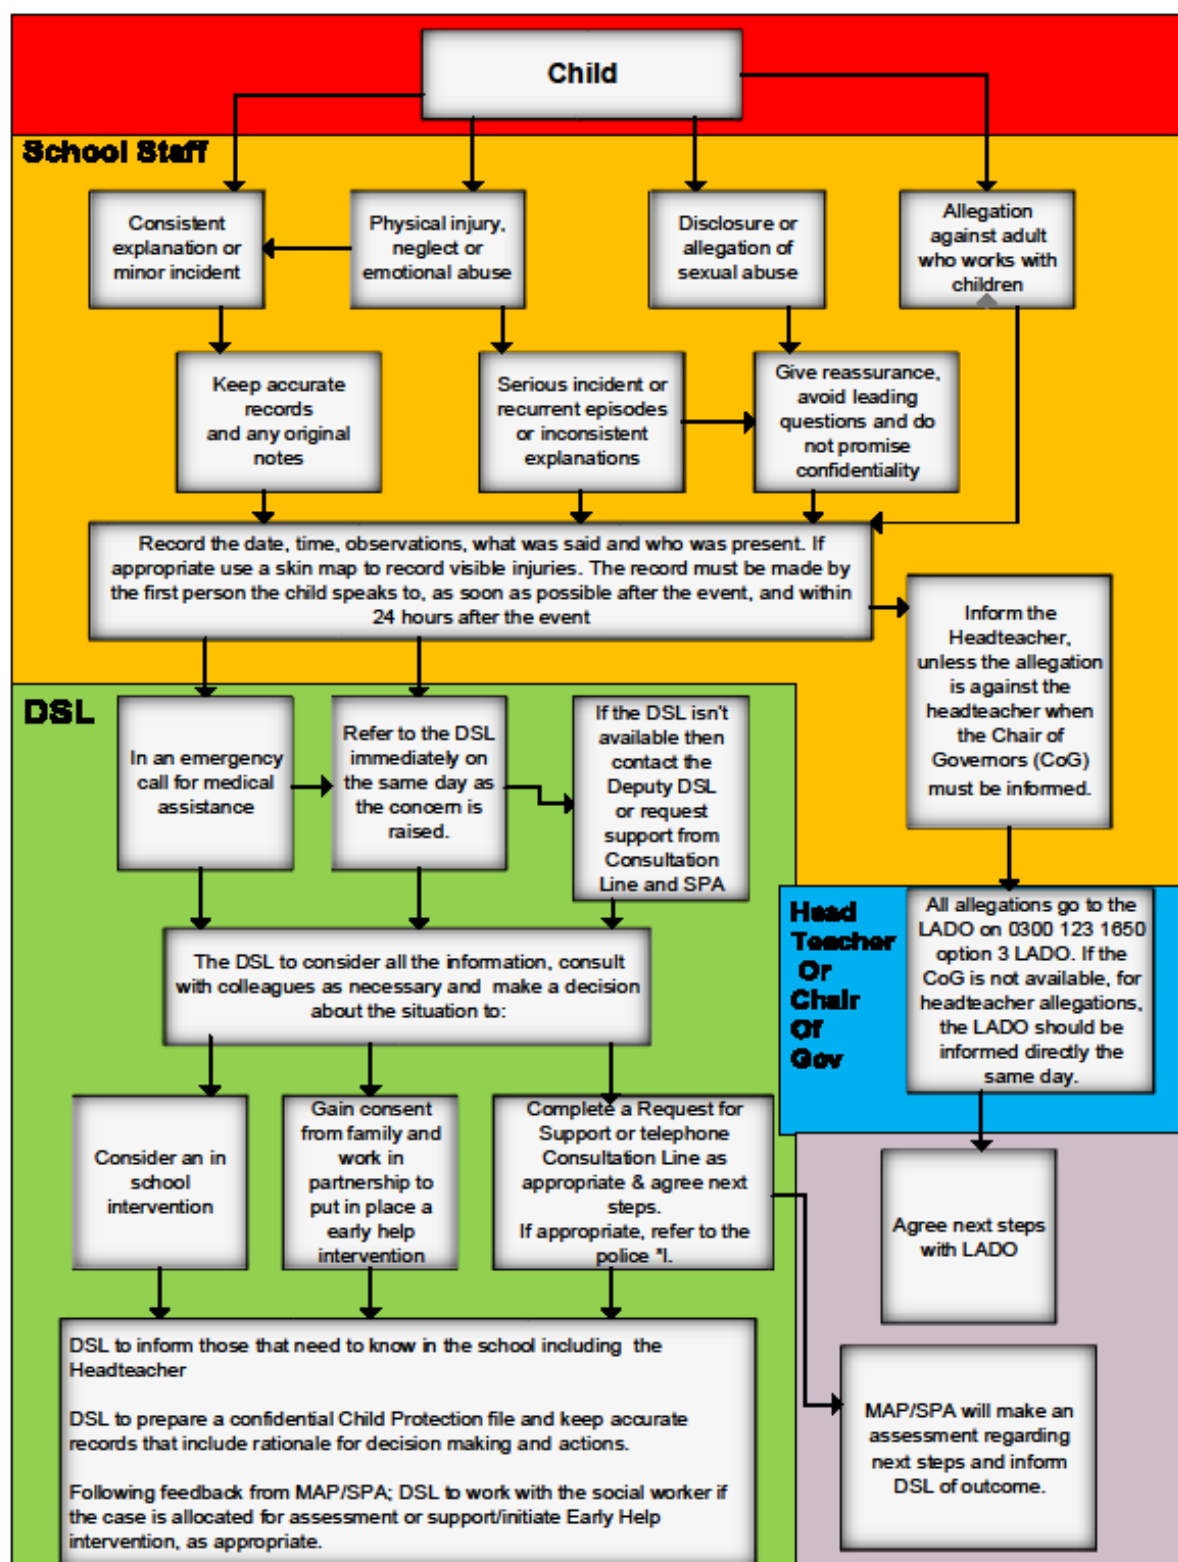 Child
School Staff
Consistent
explanation or
minor incident
Physical injury,
neglect or
emotional abuse
Disclosure or
allegation of
sexual abuse
Allegation
against adult
who works with
children
Keep accurate
records
and any original
notes
Serious incident or
recurrent episodes
or inconsistent
explanations
Give reassurance,
avoid leading
questions and do
not promise
confidentiality
Record the date, time, observations, what was said and who was present. If
appropriate use a skin map to record visible injuries. The record must be made by
the first person the child speaks to, as soon as possible after the event, and within
24 hours after the event
Inform the
Headteacher,
unless the allegation
is against the
headteacher when
the Chair of
Governors (CoG)
must be informed.
DSL
In an emergency
call for medical
assistance
Refer to the DSL
immediately on
the same day as
the concern is
raised.
If the DSL isn't
available then
contact the
Deputy DSL
or request
support from
Consultation
Line and SPA
Head
Teacher
Or
Chair
Of
Gov
All allegations go to the
LADO on 0300 123 1650
option 3 LADO. If the
CoG is not available, for
headteacher allegations,
the LADO should be
informed directly the
same day.
The DSL to consider all the information, consult
with colleagues as necessary and make a decision
about the situation to:
Consider an in
school
intervention
Gain consent
from family and
work in
partnership to
put in place a
early help
intervention
Complete a Request for
Support or telephone
Consultation Line as
appropriate & agree next
steps.
If appropriate, refer to the
police *I.
Agree next steps
with LADO
DSL to inform those that need to know in the school including the
Headteacher
DSL to prepare a confidential Child Protection file and keep accurate
records that include rationale for decision making and actions.
Following feedback from MAP/SPA; DSL to work with the social worker if
the case is allocated for assessment or support/initiate Early Help
intervention, as appropriate.
MAP/SPA will make an
assessment regarding
next steps and inform
DSL of outcome.